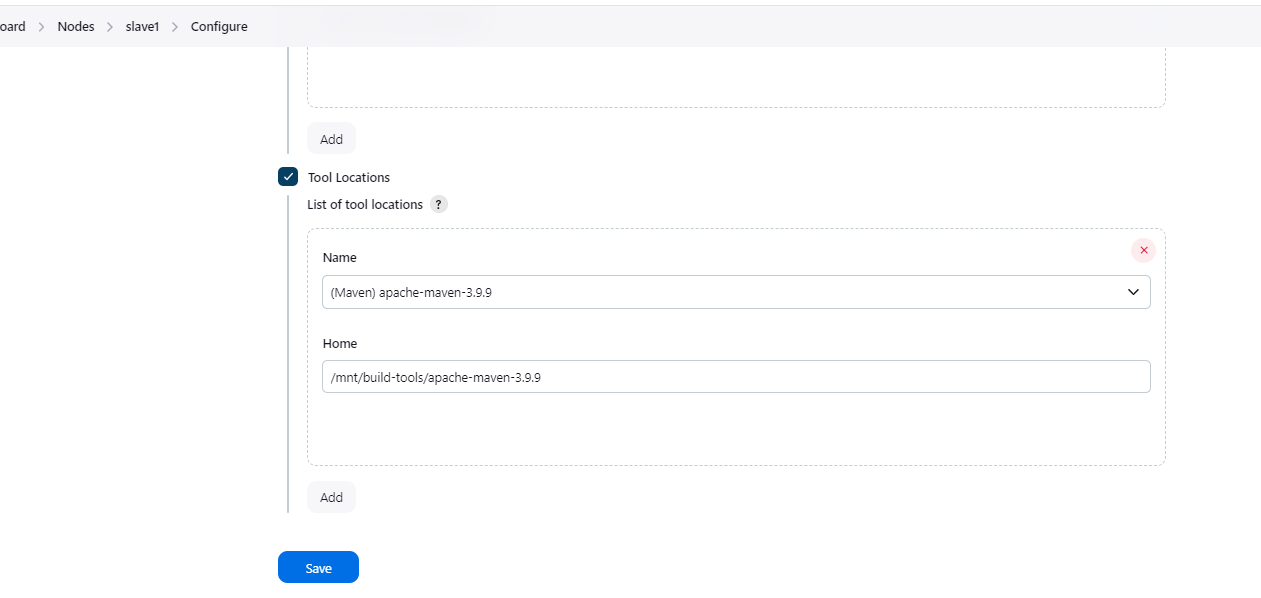 oard > Nodes > slave1 > Configure
Add
Tool Locations
List of tool locations ?
Name
(Maven) apache-maven-3.9.9
Home
/mnt/build-tools/apache-maven-3.9.9
Add
Save